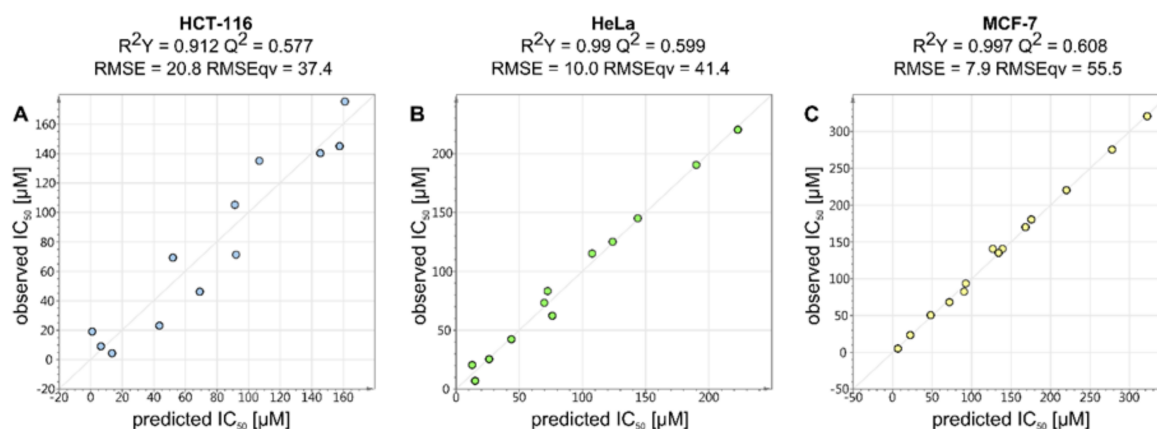 HCT-116
R²Y = 0.912 Q² = 0.577
RMSE = 20.8 RMSEqv = 37.4
A
observed IC₅₀ [µM]
160
140
120
100
80
60
40
20
0
-20
-20 0 20 40 60 80 100 120 140 160
predicted IC₅₀ [µM]
HeLa
R²Y = 0.99 Q² = 0.599
RMSE = 10.0 RMSEqv = 41.4
B
observed IC₅₀ [µM]
200
150
100
50
0
0 50 100 150 200
predicted IC₅₀ [µM]
MCF-7
R²Y = 0.997 Q² = 0.608
RMSE = 7.9 RMSEqv = 55.5
C
observed IC₅₀ [µM]
300
250
200
150
100
50
0
-50
-50 0 50 100 150 200 250 300
predicted IC₅₀ [µM]